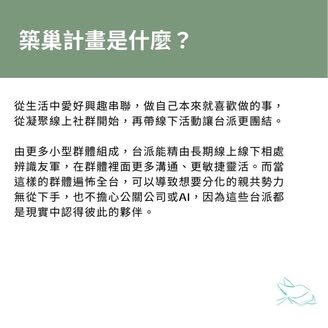 築巢計畫是什麼？
從生活中愛好興趣串聯，做自己本來就喜歡做的事，
從凝聚線上社群開始，再帶線下活動讓台派更團結。
由更多小型群體組成，台派能精由長期線上線下相處
辨識友軍，在群體裡面更多溝通、更敏捷靈活。而當
這樣的群體遍佈全台，可以導致想要分化的親共勢力
無從下手，也不擔心公關公司或AI，因為這些台派都
是現實中認得彼此的夥伴。